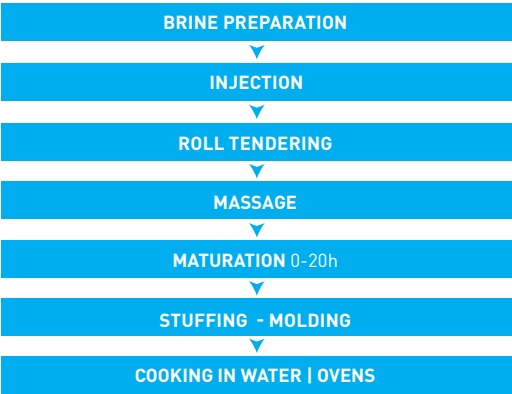 BRINE PREPARATION
INJECTION
ROLL TENDERING
MASSAGE
MATURATION 0-20h
STUFFING - MOLDING
COOKING IN WATER | OVENS